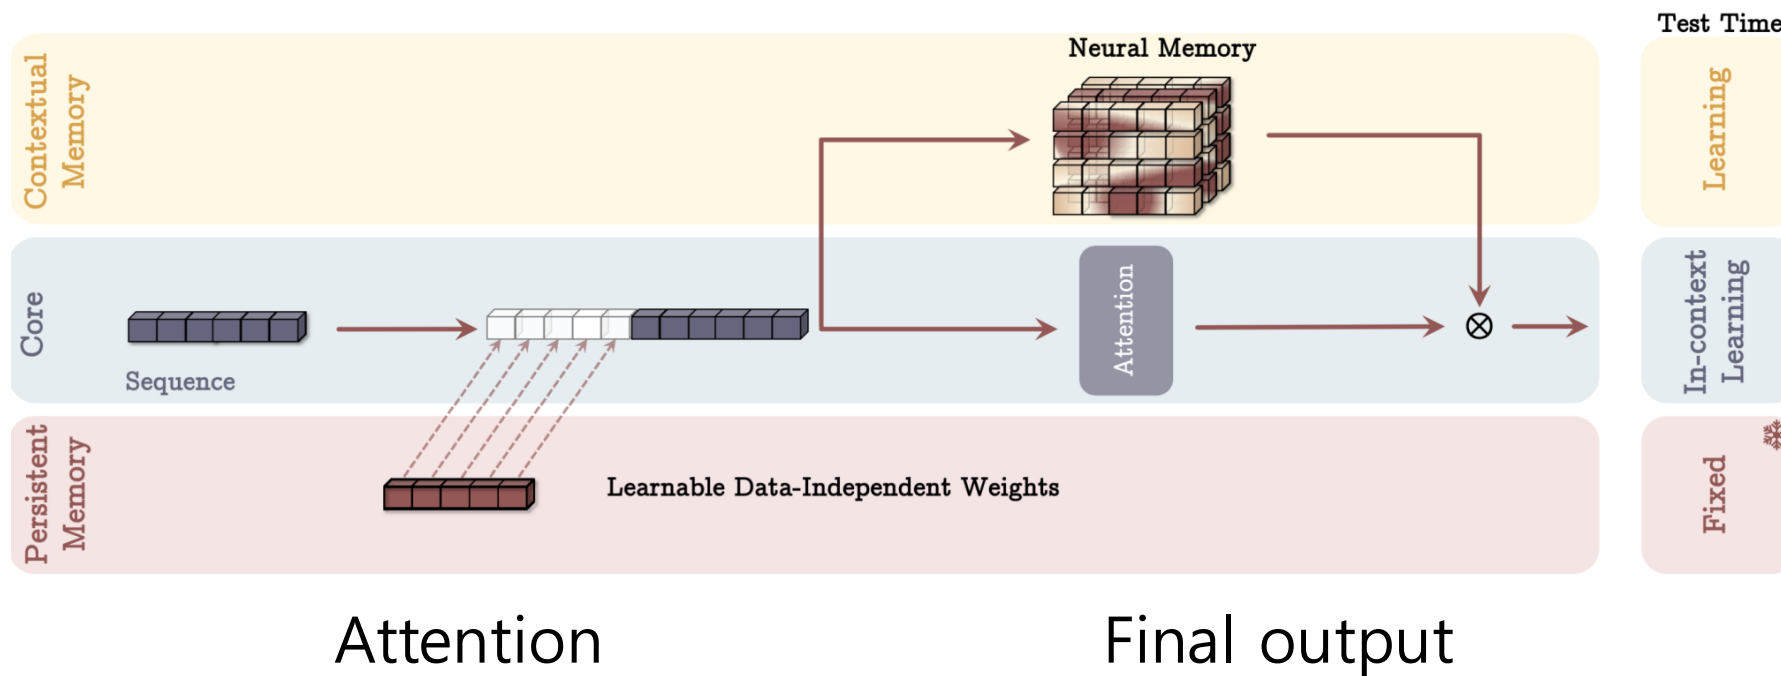 Test Time
Contextual
Memory
Neural Memory
Learning
Core
Sequence
Attention
In-context
Learning
Persistent
Memory
Learnable Data-Independent Weights
Fixed
Attention
Final output